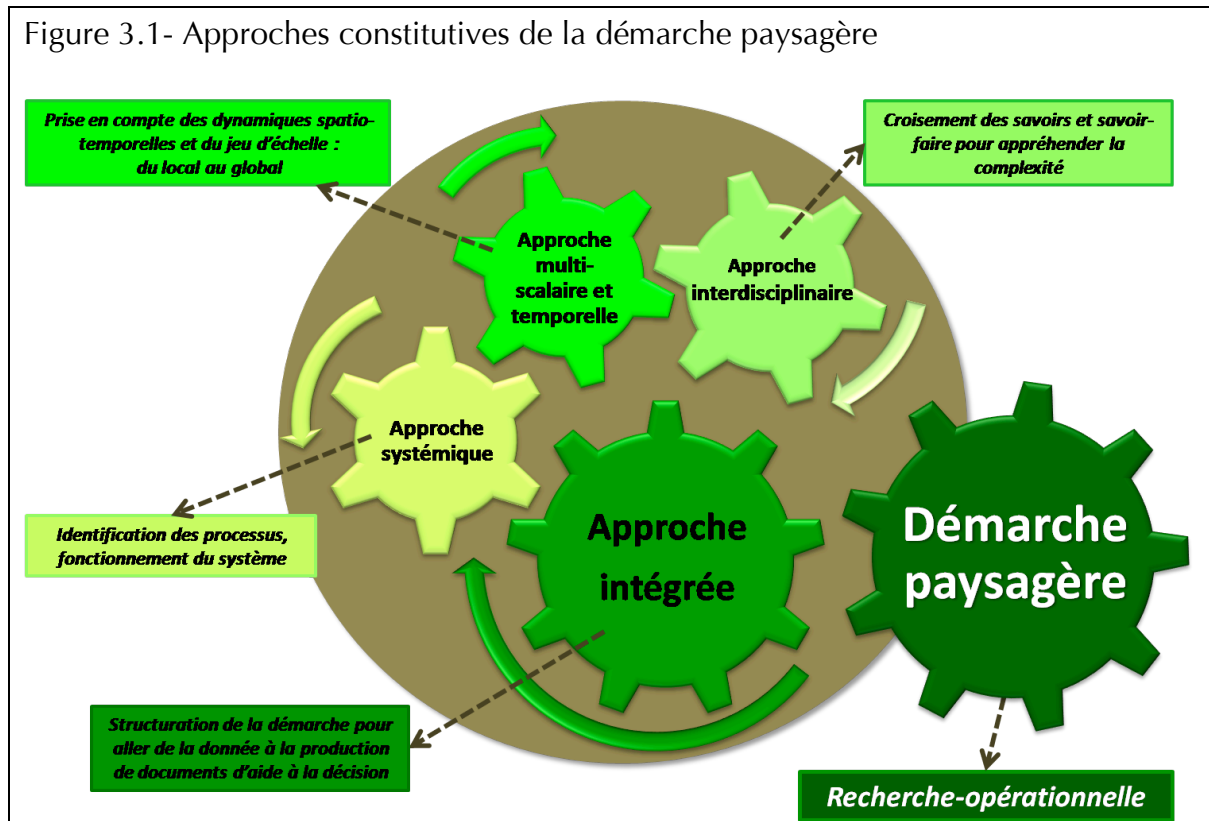 Figure 3.1- Approches constitutives de la démarche paysagère
Prise en compte des dynamiques spatio-
temporelles et du jeu d'échelle :
du local au global
Croisement des savoirs et savoir-
faire pour appréhender la
complexité
Approche
multi-
scalaire et
temporelle
Approche
interdisciplinaire
Approche
systémique
Identification des processus,
fonctionnement du système
Approche
intégrée
Démarche
paysagère
Structuration de la démarche pour
aller de la donnée à la production
de documents d'aide à la décision
Recherche-opérationnelle